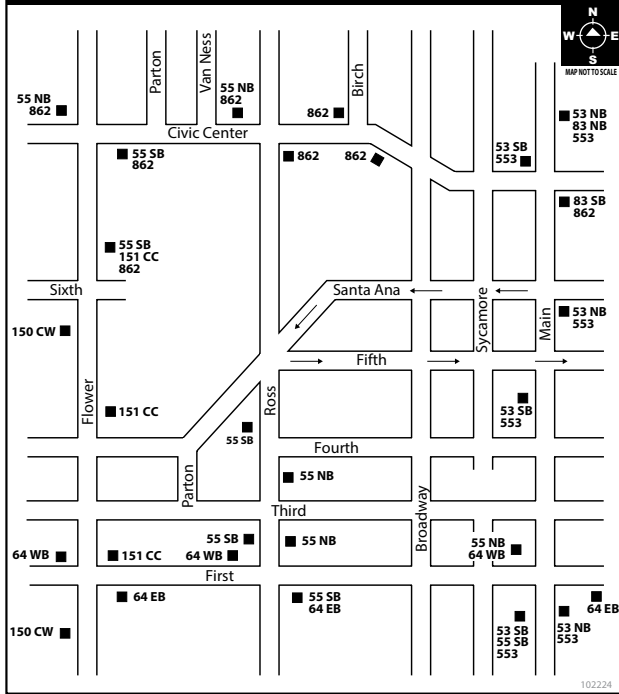 N
W E
S
MAP NOT TO SCALE
Parton
Van Ness
Birch
55 NB
862
55 NB
862
862
53 NB
83 NB
553
Civic Center
55 SB
862
862
862
53 SB
553
83 SB
862
55 SB
151 CC
862
Sixth
Santa Ana
Sycamore
Main
53 NB
553
150 CW
Fifth
Flower
Ross
151 CC
53 SB
553
55 SB
Fourth
Parton
55 NB
Broadway
Third
55 SB
55 NB
55 NB
64 WB
64 WB
151 CC
64 WB
First
64 EB
55 SB
64 EB
64 EB
150 CW
53 SB
55 SB
553
53 NB
553
102224